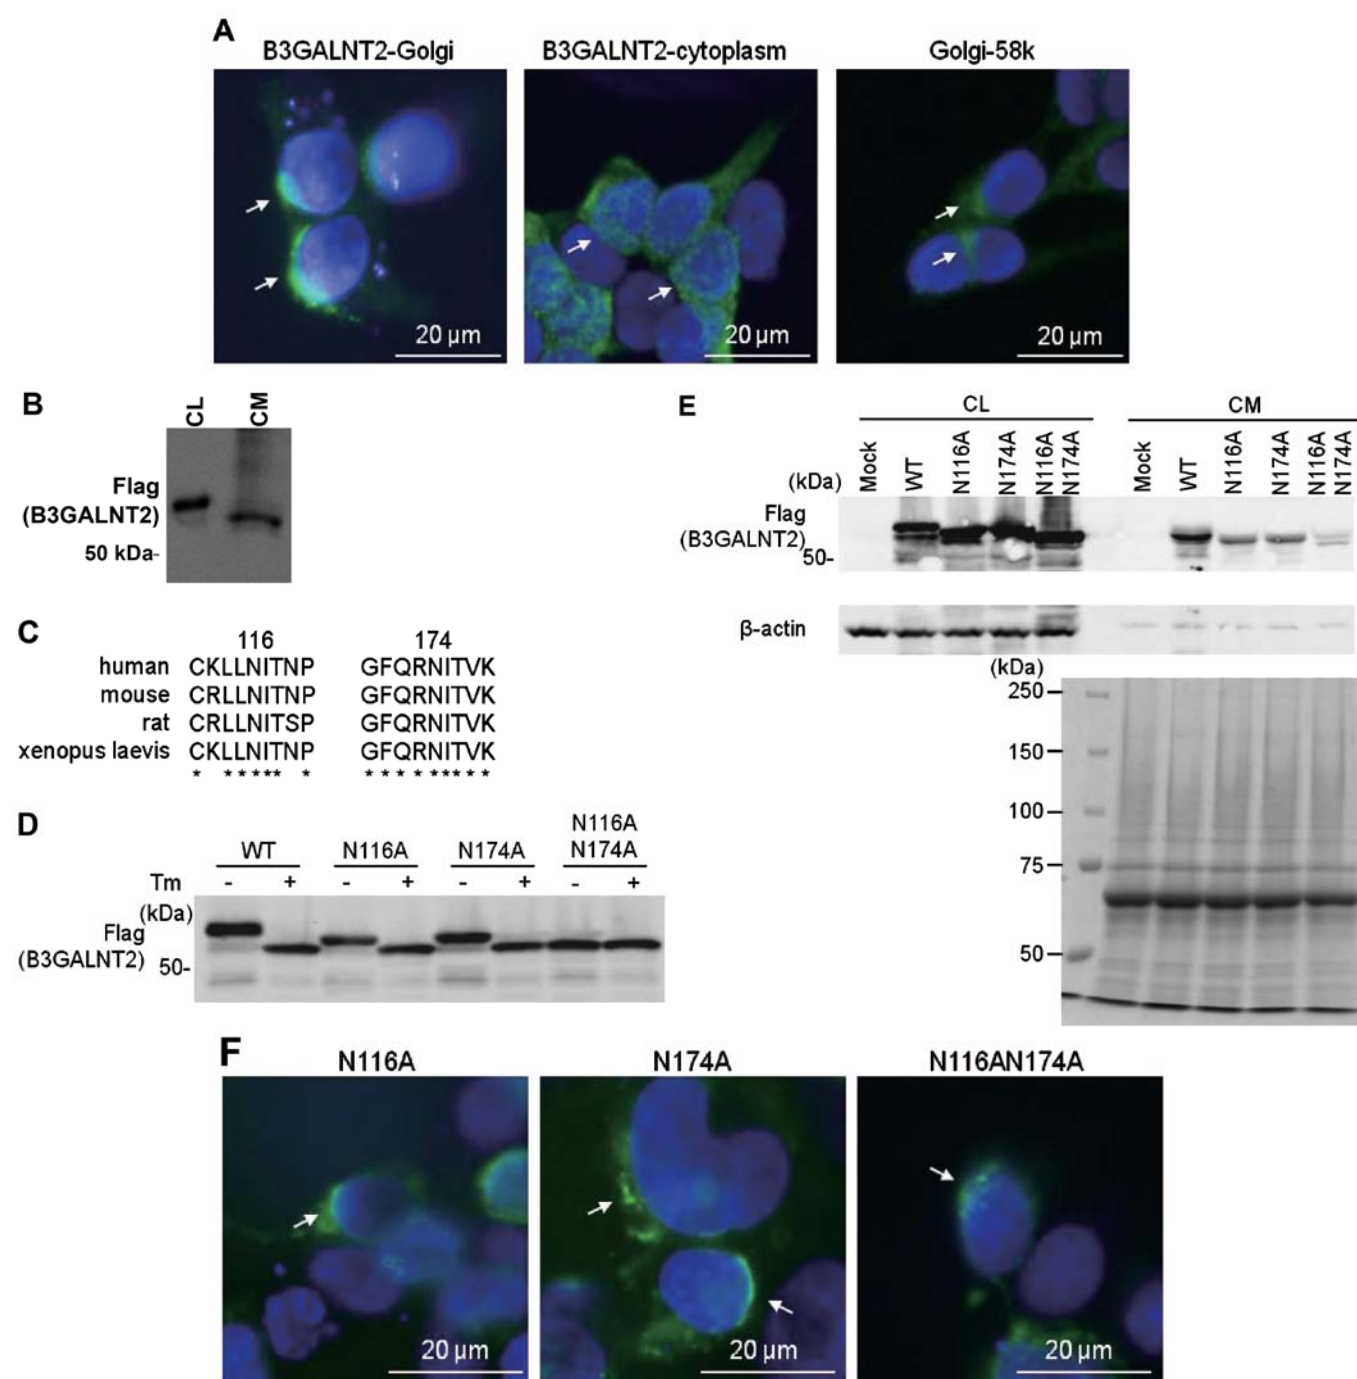 A
B3GALNT2-Golgi B3GALNT2-cytoplasm Golgi-58k
20 µm 20 µm 20 µm
B
CL CM
Flag
(B3GALNT2)
50 kDa-
C
116 174
human CKLLNITNP GFQRNITVK
mouse CRLLNITNP GFQRNITVK
rat CRLLNITSP GFQRNITVK
xenopus laevis CKLLNITNP GFQRNITVK
* ***** * *********
D
WT N116A N174A N116A
N174A
Tm - + - + - + - +
(kDa)
Flag
(B3GALNT2)
50-
E
CL CM
Mock WT N116A N174A N116A N174A Mock WT N116A N174A N116A N174A
(kDa)
Flag
(B3GALNT2)
50-
β-actin
(kDa)
250
150
100
75
50
F
N116A N174A N116AN174A
20 µm 20 µm 20 µm